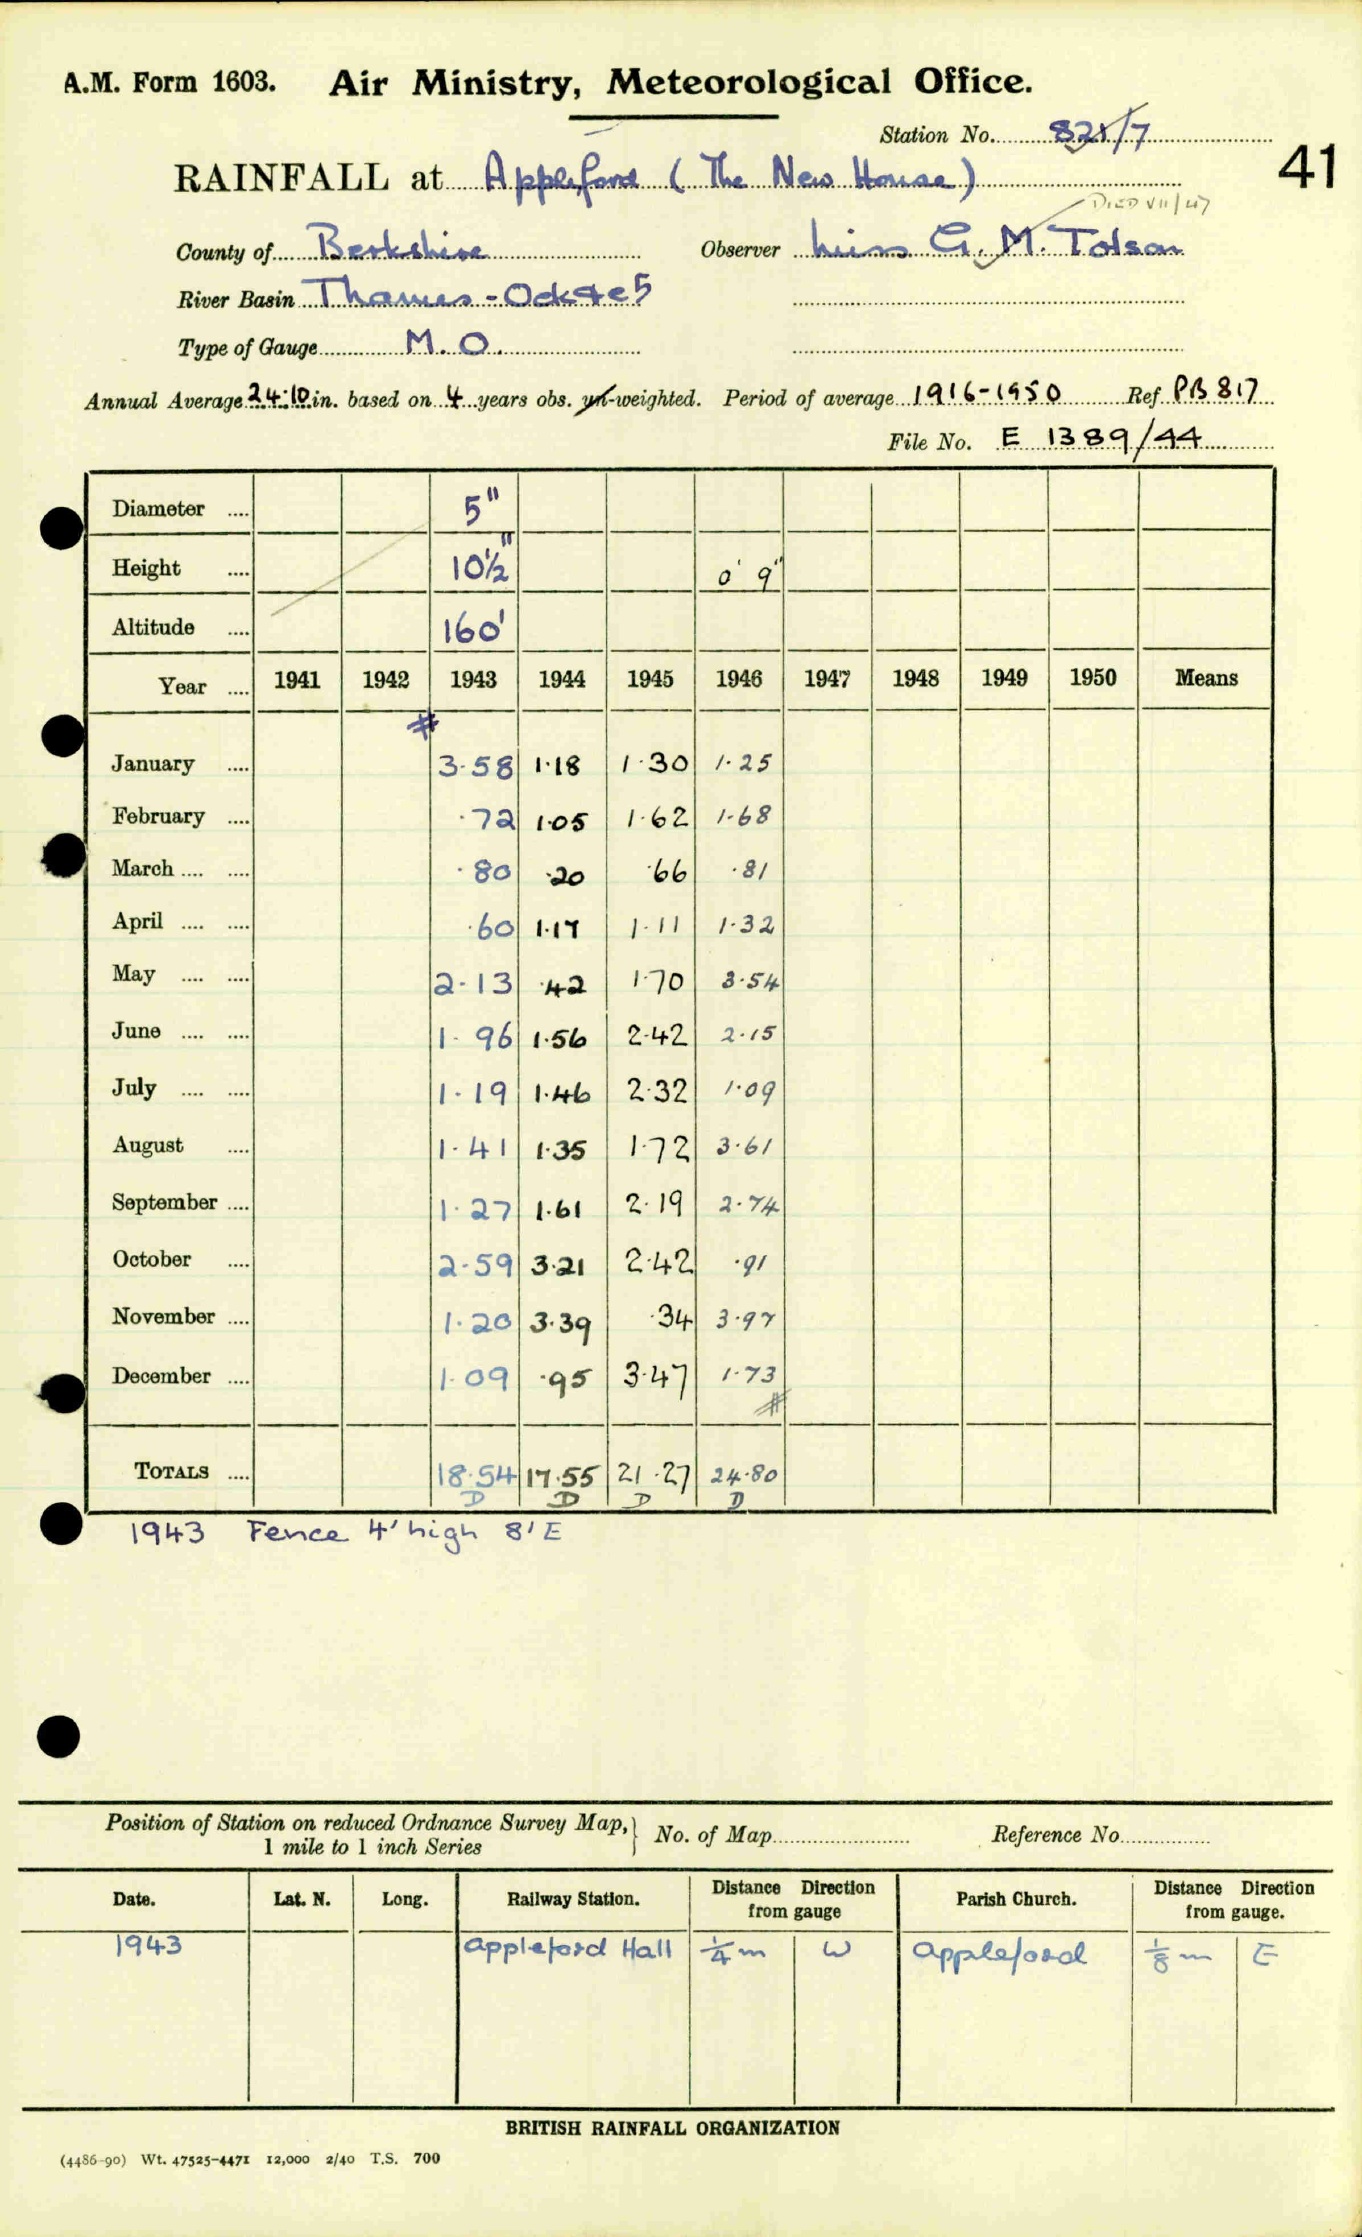 A.M. Form 1603. Air Ministry, Meteorological Office.
Station No. 821/7
41
RAINFALL at Appleford (The New House)
DIED VII/47
County of Berkshire Observer Miss G. M. Tolson
River Basin Thames - Ock
Type of Gauge M.O.
Annual Average 24.10 in. based on 4 years obs. un-weighted. Period of average 1916-1950 Ref PB 817
File No. E 1389/44
Diameter .... 5"
Height .... 10½" 0' 9"
Altitude .... 160'
Year .... 1941 1942 1943 1944 1945 1946 1947 1948 1949 1950 Means
#
January .... 3.58 1.18 1.30 1.25
February .... .72 1.05 1.62 1.68
March .... .... .80 .20 .66 .81
April .... .... .60 1.17 1.11 1.32
May .... .... 2.13 .42 1.70 3.54
June .... .... 1.96 1.56 2.42 2.15
July .... .... 1.19 1.46 2.32 1.09
August .... 1.41 1.35 1.72 3.61
September .... 1.27 1.61 2.19 2.74
October .... 2.59 3.21 2.42 .91
November .... 1.20 3.39 .34 3.97
December .... 1.09 .95 3.47 1.73
#
TOTALS .... 18.54 17.55 21.27 24.80
D D D D
1943 Fence 4' high 8' E
Position of Station on reduced Ordnance Survey Map, 1 mile to 1 inch Series } No. of Map Reference No
Date. Lat. N. Long. Railway Station. Distance Direction from gauge Parish Church. Distance Direction from gauge.
1943 Appleford Halt ¼ m W Appleford ⅛ m E
BRITISH RAINFALL ORGANIZATION
(4486-90) Wt. 47525-4471 12,000 2/40 T.S. 700